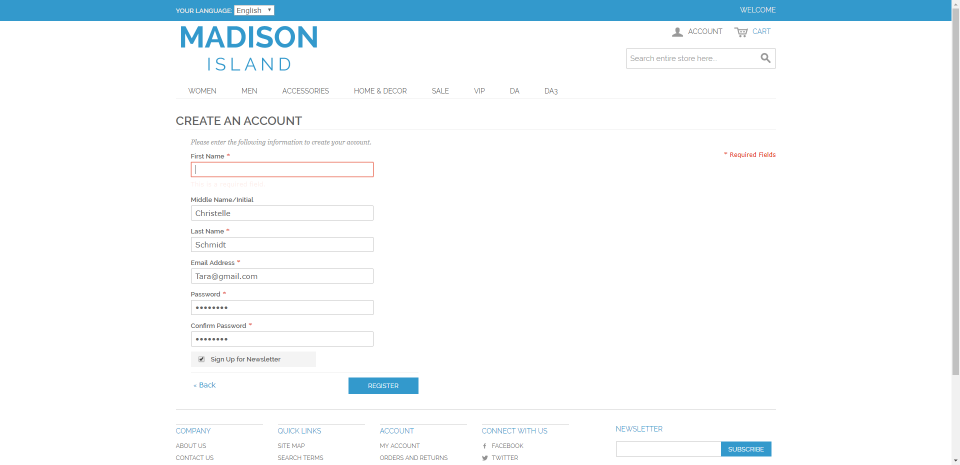 YOUR LANGUAGE: English
WELCOME
MADISON
ISLAND
ACCOUNT
CART
Search entire store here...
WOMEN MEN ACCESSORIES HOME & DECOR SALE VIP DA DA3
CREATE AN ACCOUNT
Please enter the following information to create your account.
First Name *
* Required Fields
Middle Name/Initial
Christelle
Last Name *
Schmidt
Email Address *
Tara@gmail.com
Password *
••••••••
Confirm Password *
••••••••
Sign Up for Newsletter
« Back
REGISTER
COMPANY QUICK LINKS ACCOUNT CONNECT WITH US NEWSLETTER
ABOUT US SITE MAP MY ACCOUNT FACEBOOK
SUBSCRIBE
CONTACT US SEARCH TERMS ORDERS AND RETURNS TWITTER